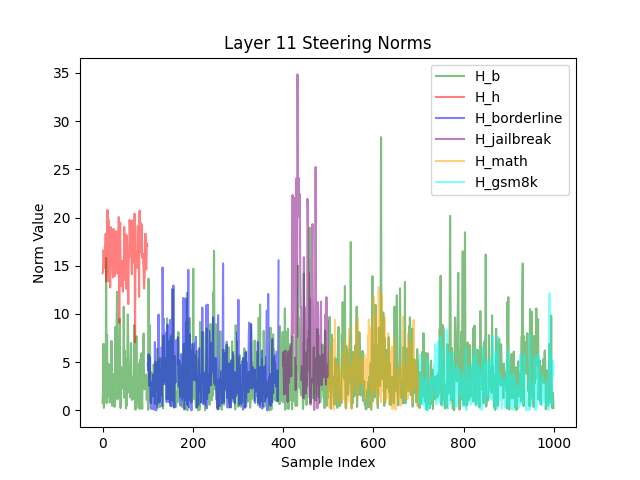 Layer 11 Steering Norms
H_b
H_h
H_borderline
H_jailbreak
H_math
H_gsm8k
Norm Value
35
30
25
20
15
10
5
0
0 200 400 600 800 1000
Sample Index